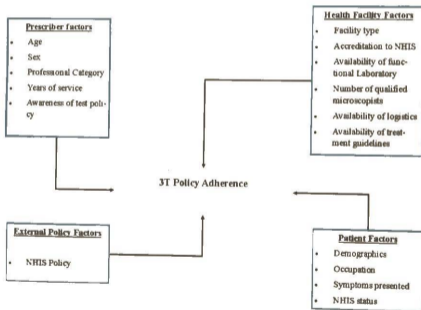 Prescriber factors
Age
Sex
Professional Category
Years of service
Awareness of test poli-
cy
Health Facility Factors
Facility type
Accreditation to NHIS
Availability of func-
tional Laboratory
Number of qualified
microscopists
Availability of logistics
Availability of treat-
ment guidelines
3T Policy Adherence
External Policy Factors
NHIS Policy
Patient Factors
Demographics
Occupation
Symptoms presented
NHIS status